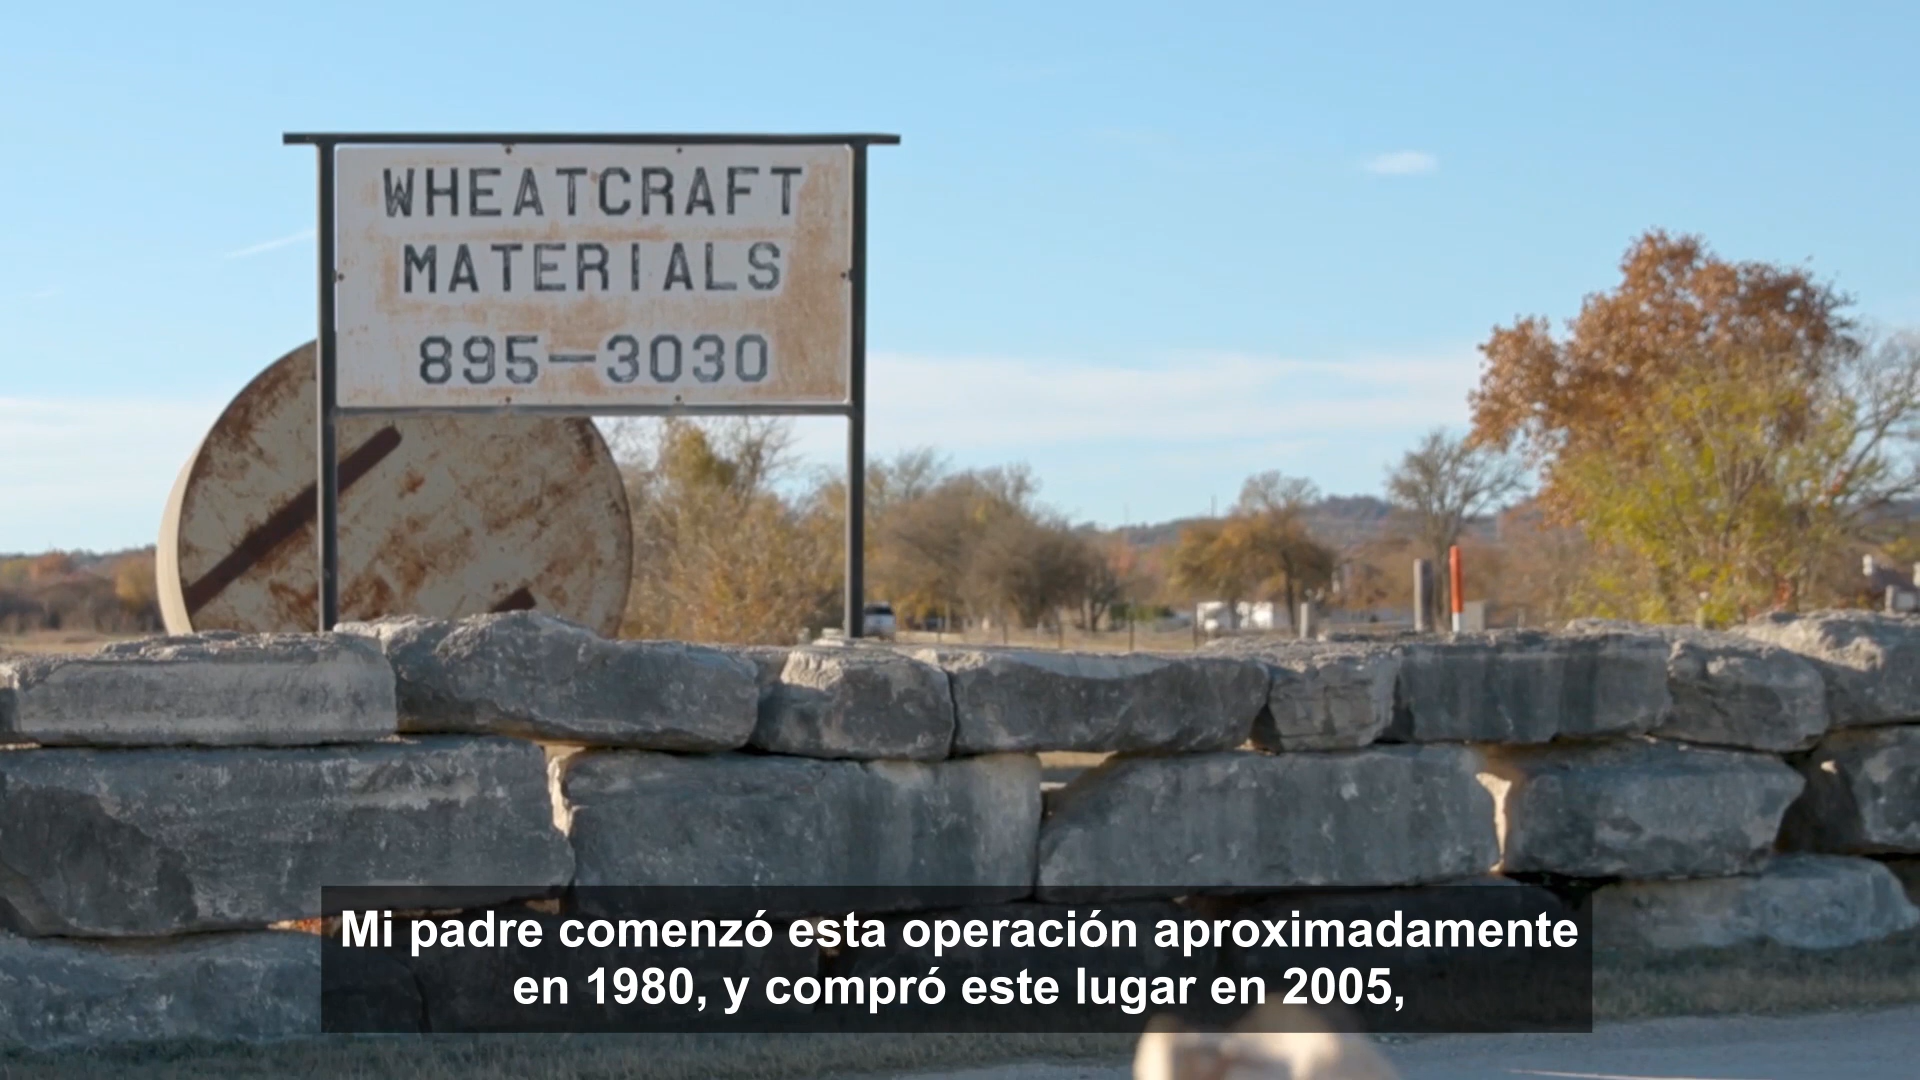 WHEATCRAFT
MATERIALS
895-3030
Mi padre comenzó esta operación aproximadamente
en 1980, y compró este lugar en 2005,